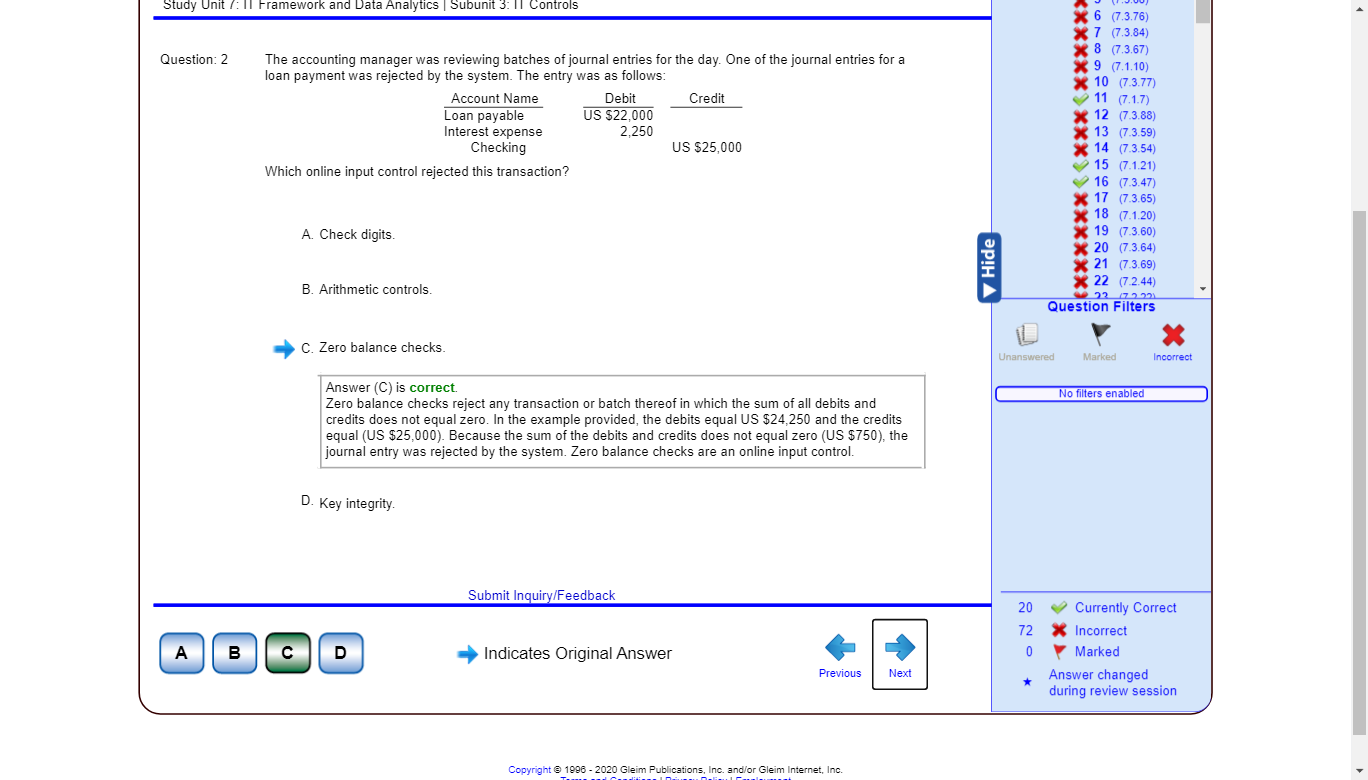 Study Unit 7: IT Framework and Data Analytics | Subunit 3: IT Controls
Question: 2
The accounting manager was reviewing batches of journal entries for the day. One of the journal entries for a
loan payment was rejected by the system. The entry was as follows:
Account Name Debit Credit
Loan payable US $22,000
Interest expense 2,250
Checking US $25,000
Which online input control rejected this transaction?
A. Check digits.
B. Arithmetic controls.
C. Zero balance checks.
Answer (C) is correct.
Zero balance checks reject any transaction or batch thereof in which the sum of all debits and
credits does not equal zero. In the example provided, the debits equal US $24,250 and the credits
equal (US $25,000). Because the sum of the debits and credits does not equal zero (US $750), the
journal entry was rejected by the system. Zero balance checks are an online input control.
D. Key integrity.
Submit Inquiry/Feedback
A B C D
Indicates Original Answer
Previous Next
6 (7.3.76)
7 (7.3.84)
8 (7.3.67)
9 (7.1.10)
10 (7.3.77)
11 (7.1.7)
12 (7.3.88)
13 (7.3.59)
14 (7.3.54)
15 (7.1.21)
16 (7.3.47)
17 (7.3.65)
18 (7.1.20)
19 (7.3.60)
20 (7.3.64)
21 (7.3.69)
22 (7.2.44)
23 (7.2.22)
Hide
Question Filters
Unanswered Marked Incorrect
No filters enabled
20 Currently Correct
72 Incorrect
0 Marked
Answer changed
during review session
Copyright © 1996 - 2020 Gleim Publications, Inc. and/or Gleim Internet, Inc.
Terms and Conditions | Privacy Policy | Employment